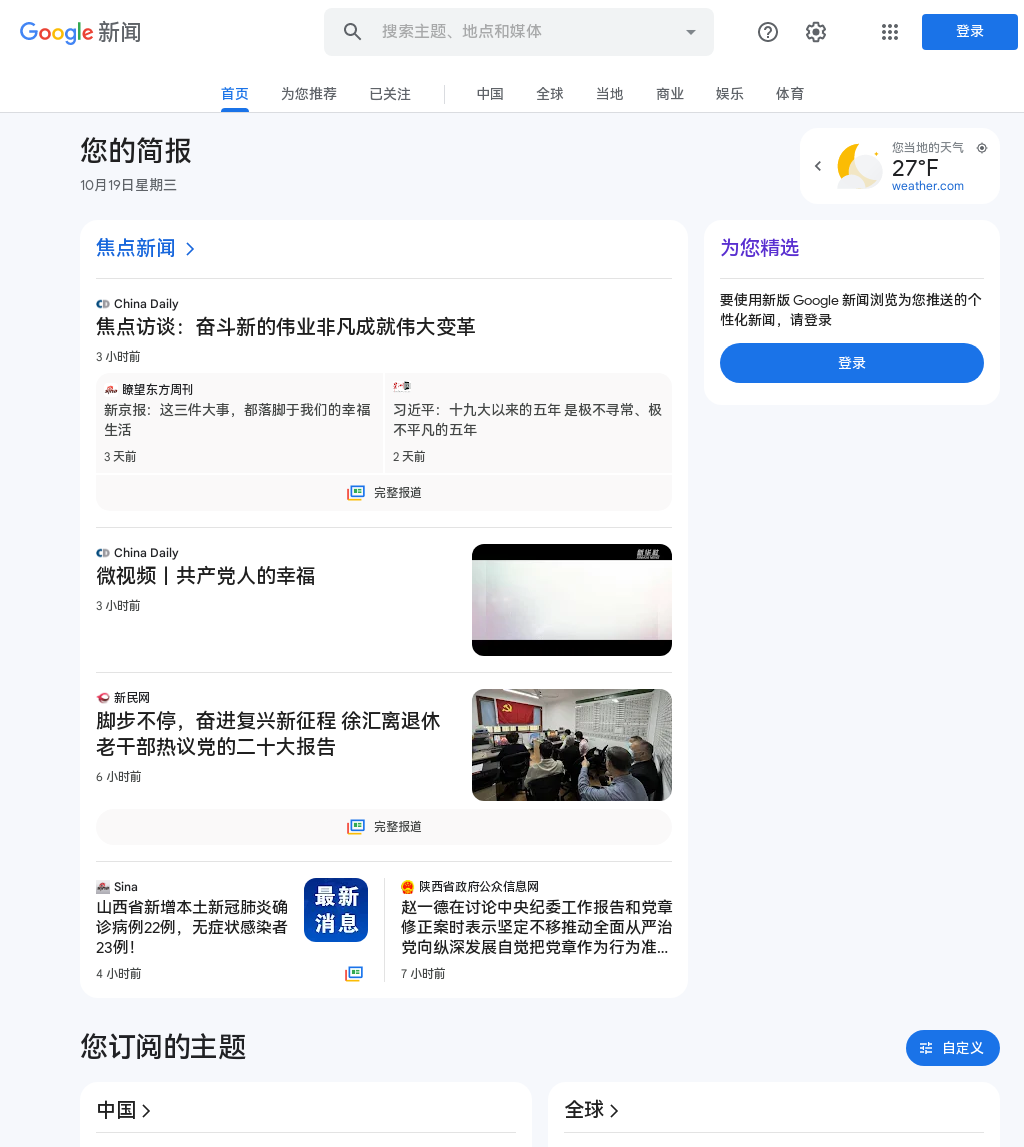 Google 新闻
搜索主题、地点和媒体
登录
首页
为您推荐
已关注
中国
全球
当地
商业
娱乐
体育
您的简报
10月19日星期三
您当地的天气
27°F
weather.com
焦点新闻
China Daily
焦点访谈：奋斗新的伟业非凡成就伟大变革
3 小时前
瞭望东方周刊
新京报：这三件大事，都落脚于我们的幸福
生活
3 天前
习近平：十九大以来的五年 是极不寻常、极
不平凡的五年
2 天前
完整报道
China Daily
微视频丨共产党人的幸福
3 小时前
新民网
脚步不停，奋进复兴新征程 徐汇离退休
老干部热议党的二十大报告
6 小时前
完整报道
Sina
山西省新增本土新冠肺炎确
诊病例22例，无症状感染者
23例！
4 小时前
最新
消息
陕西省政府公众信息网
赵一德在讨论中央纪委工作报告和党章
修正案时表示坚定不移推动全面从严治
党向纵深发展自觉把党章作为行为准...
7 小时前
为您精选
要使用新版 Google 新闻浏览为您推送的个
性化新闻，请登录
登录
您订阅的主题
自定义
中国
全球